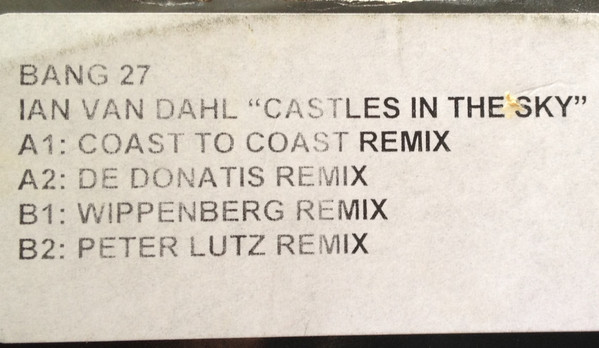 BANG 27
IAN VAN DAHL “CASTLES IN THE SKY”
A1: COAST TO COAST REMIX
A2: DE DONATIS REMIX
B1: WIPPENBERG REMIX
B2: PETER LUTZ REMIX